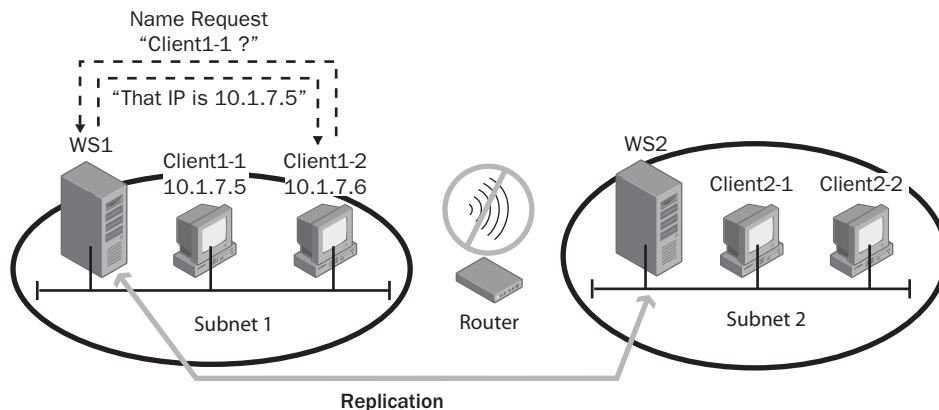 Name Request
“Client1-1 ?”
“That IP is 10.1.7.5”
WS1
Client1-1
10.1.7.5
Client1-2
10.1.7.6
Subnet 1
Router
WS2
Client2-1
Client2-2
Subnet 2
Replication